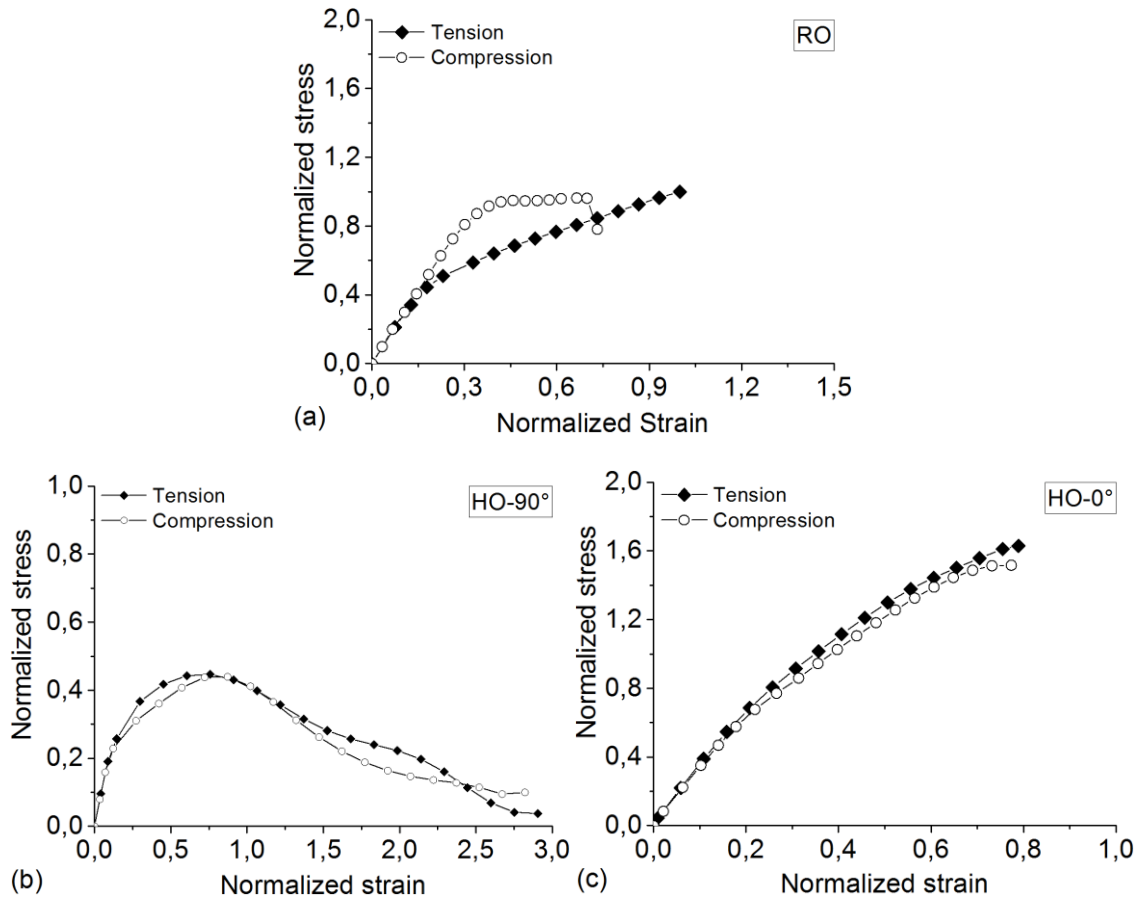 2,0
Tension
RO
Compression
1,6
1,2
0,8
0,4
0,0
Normalized stress
0,0 0,3 0,6 0,9 1,2 1,5
(a) Normalized Strain
1,0
Tension
HO-90°
Compression
0,8
0,6
0,4
0,2
0,0
Normalized stress
0,0 0,5 1,0 1,5 2,0 2,5 3,0
(b) Normalized strain
2,0
Tension
HO-0°
Compression
1,6
1,2
0,8
0,4
0,0
Normalized stress
0,0 0,2 0,4 0,6 0,8 1,0
(c) Normalized strain